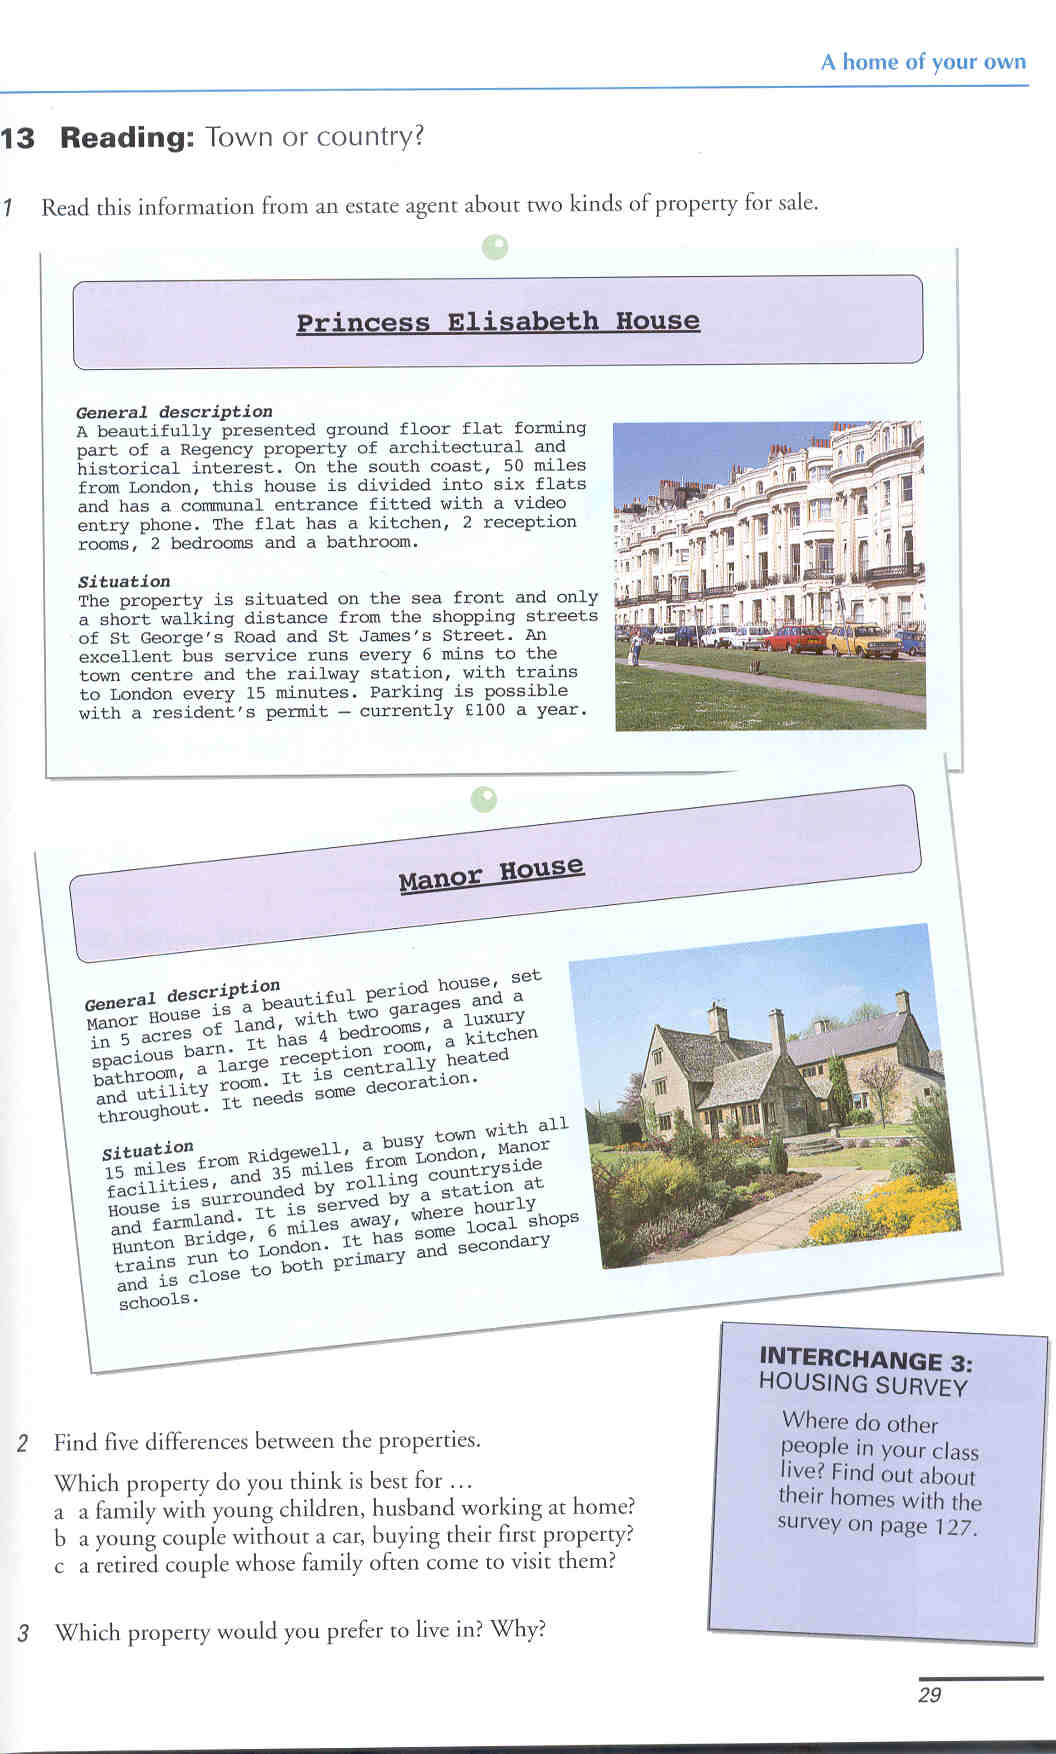 A home of your own
13 Reading: Town or country?
1 Read this information from an estate agent about two kinds of property for sale.
Princess Elisabeth House
General description
A beautifully presented ground floor flat forming
part of a Regency property of architectural and
historical interest. On the south coast, 50 miles
from London, this house is divided into six flats
and has a communal entrance fitted with a video
entry phone. The flat has a kitchen, 2 reception
rooms, 2 bedrooms and a bathroom.
Situation
The property is situated on the sea front and only
a short walking distance from the shopping streets
of St George's Road and St James's Street. An
excellent bus service runs every 6 mins to the
town centre and the railway station, with trains
to London every 15 minutes. Parking is possible
with a resident's permit – currently £100 a year.
Manor House
General description
Manor House is a beautiful period house, set
in 5 acres of land, with two garages and a
spacious barn. It has 4 bedrooms, a luxury
bathroom, a large reception room, a kitchen
and utility room. It is centrally heated
throughout. It needs some decoration.
Situation
15 miles from Ridgewell, a busy town with all
facilities, and 35 miles from London, Manor
House is surrounded by rolling countryside
and farmland. It is served by a station at
Hunton Bridge, 6 miles away, where hourly
trains run to London. It has some local shops
and is close to both primary and secondary
schools.
2 Find five differences between the properties.
Which property do you think is best for ...
a a family with young children, husband working at home?
b a young couple without a car, buying their first property?
c a retired couple whose family often come to visit them?
3 Which property would you prefer to live in? Why?
INTERCHANGE 3:
HOUSING SURVEY
Where do other
people in your class
live? Find out about
their homes with the
survey on page 127.
29